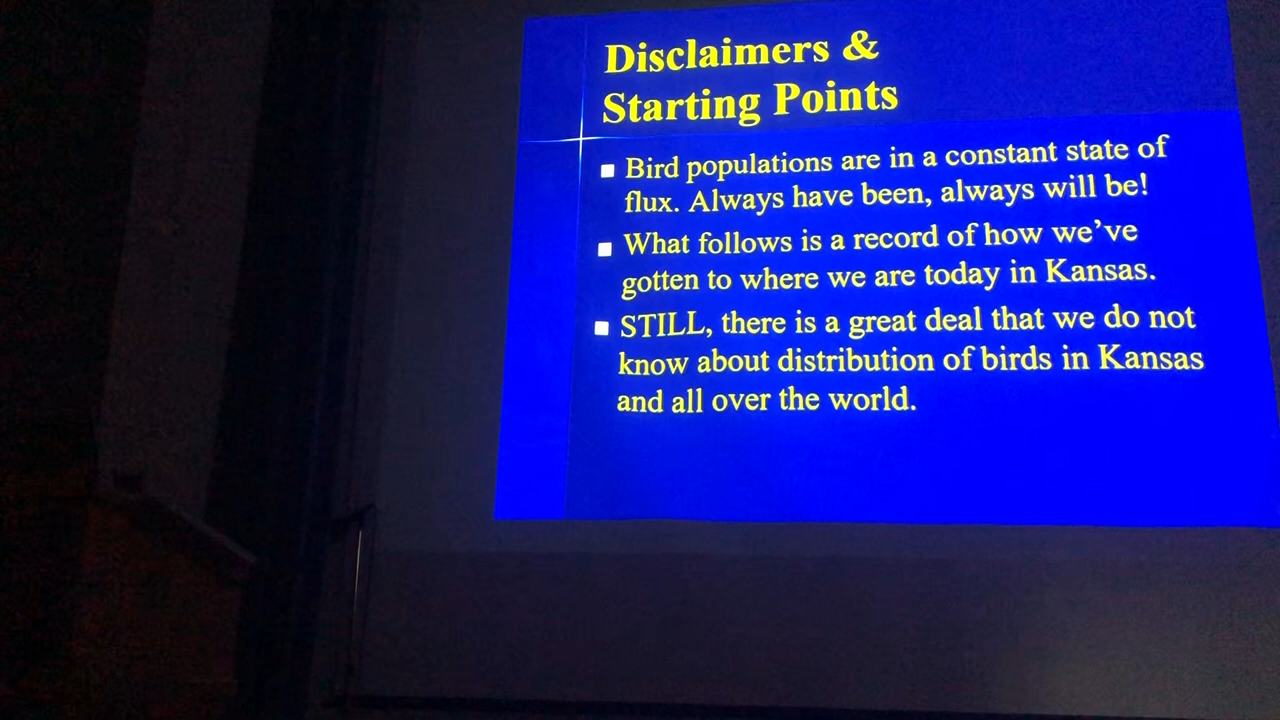 Disclaimers &
Starting Points
Bird populations are in a constant state of
flux. Always have been, always will be!
What follows is a record of how we've
gotten to where we are today in Kansas.
STILL, there is a great deal that we do not
know about distribution of birds in Kansas
and all over the world.